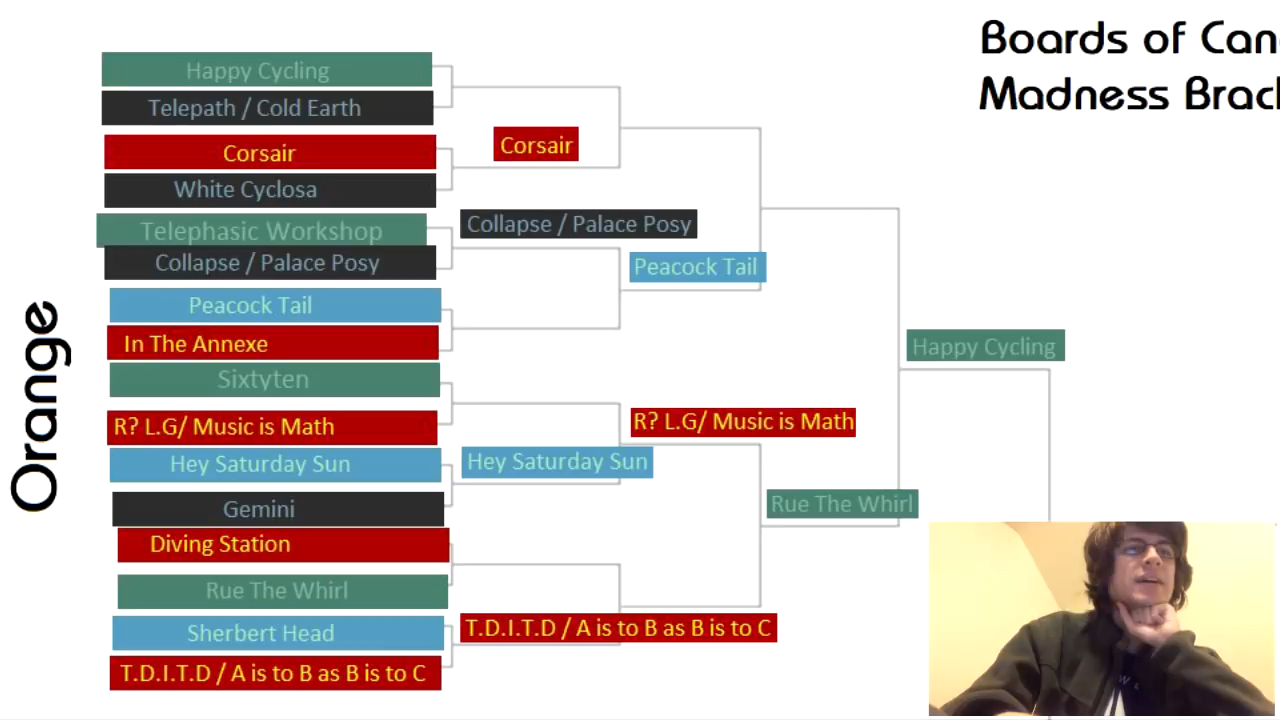 Boards of Can
Madness Brac
Orange
Happy Cycling
Telepath / Cold Earth
Corsair
White Cyclosa
Telephasic Workshop
Collapse / Palace Posy
Peacock Tail
In The Annexe
Sixtyten
R? L.G/ Music is Math
Hey Saturday Sun
Gemini
Diving Station
Rue The Whirl
Sherbert Head
T.D.I.T.D / A is to B as B is to C
Corsair
Collapse / Palace Posy
Hey Saturday Sun
T.D.I.T.D / A is to B as B is to C
Peacock Tail
R? L.G/ Music is Math
Rue The Whirl
Happy Cycling